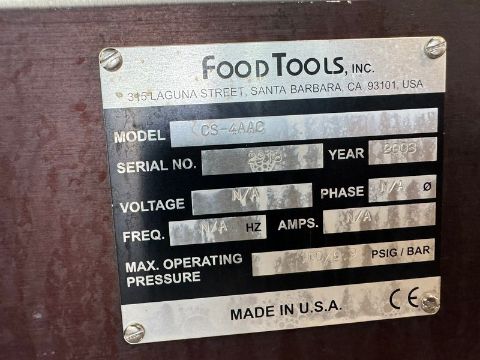 FOODTOOLS, INC.
315 LAGUNA STREET, SANTA BARBARA, CA, 93101, USA
MODEL CS-4AAC
SERIAL NO. YEAR 2003
VOLTAGE N/A PHASE N/A Ø
FREQ. N/A HZ AMPS. N/A
MAX. OPERATING
PRESSURE PSIG / BAR
MADE IN U.S.A. CE